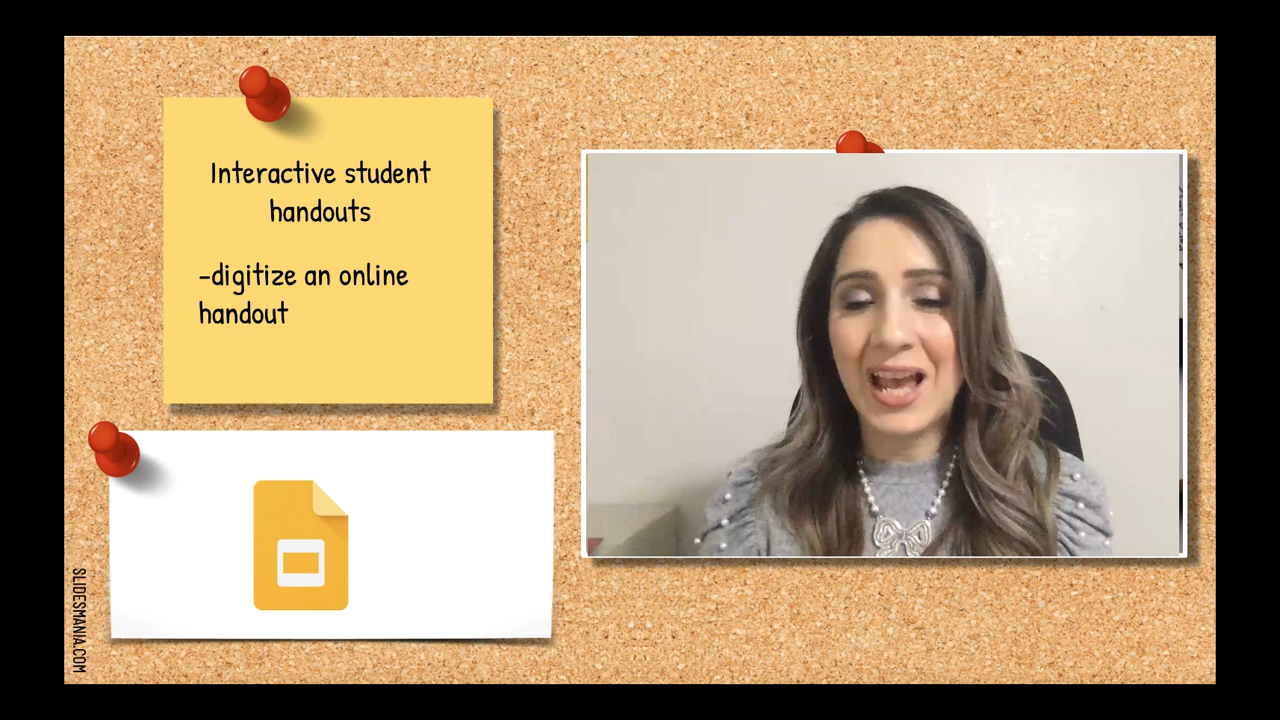 Interactive student
handouts
-digitize an online
handout
SLIDESMANIA.COM